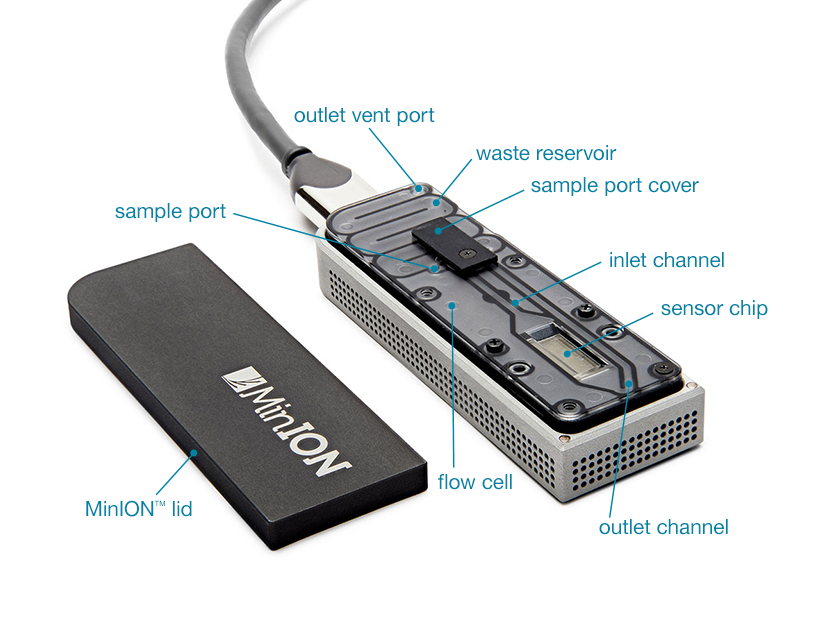 outlet vent port
waste reservoir
sample port cover
sample port
inlet channel
sensor chip
MinION
flow cell
MinION™ lid
outlet channel